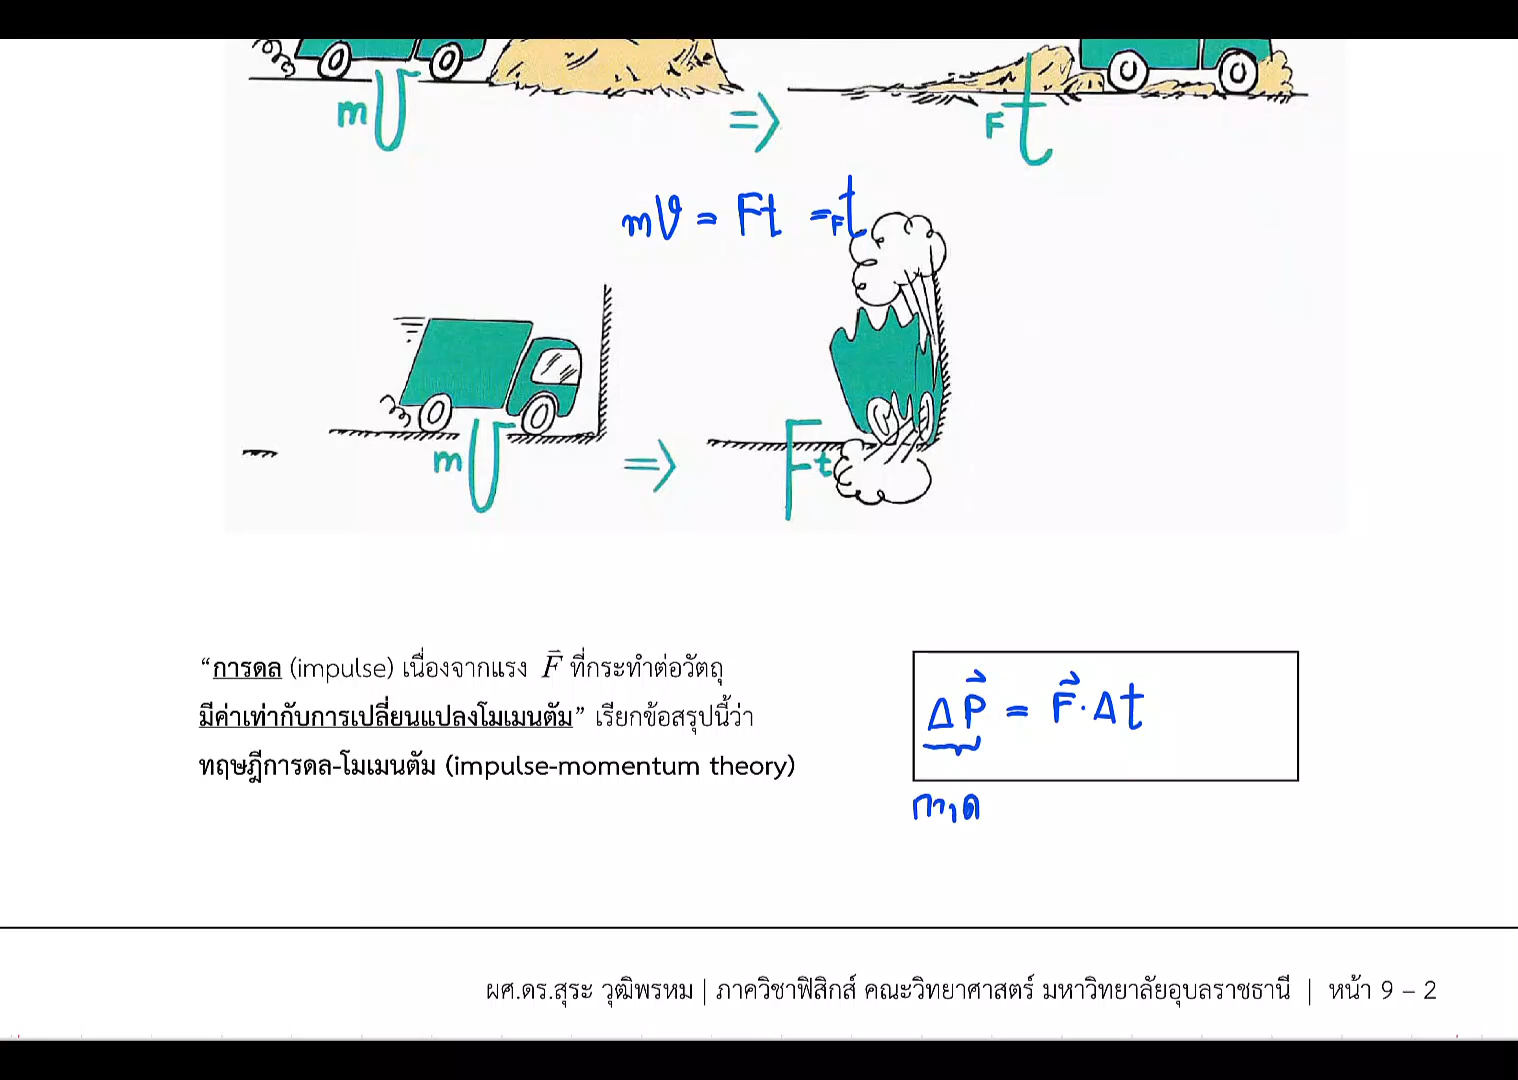 m v => F t
mv = Ft = Ft
m v => F t
“การดล (impulse) เนื่องจากแรง F⃗ ที่กระทำต่อวัตถุ
มีค่าเท่ากับการเปลี่ยนแปลงโมเมนตัม” เรียกข้อสรุปนี้ว่า
ทฤษฎีการดล-โมเมนตัม (impulse-momentum theory)
ΔP⃗ = F⃗·Δt
การด
ผศ.ดร.สุระ วุฒิพรหม | ภาควิชาฟิสิกส์ คณะวิทยาศาสตร์ มหาวิทยาลัยอุบลราชธานี | หน้า 9 – 2